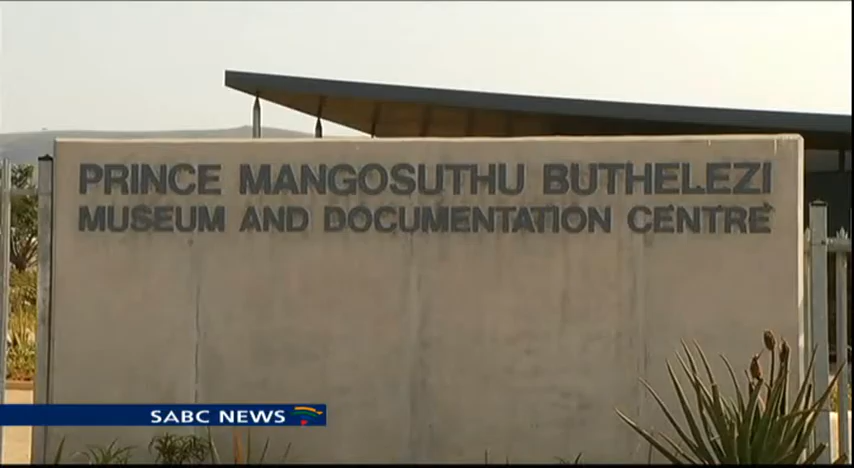 PRINCE MANGOSUTHU BUTHELEZI
MUSEUM AND DOCUMENTATION CENTRE
SABC NEWS